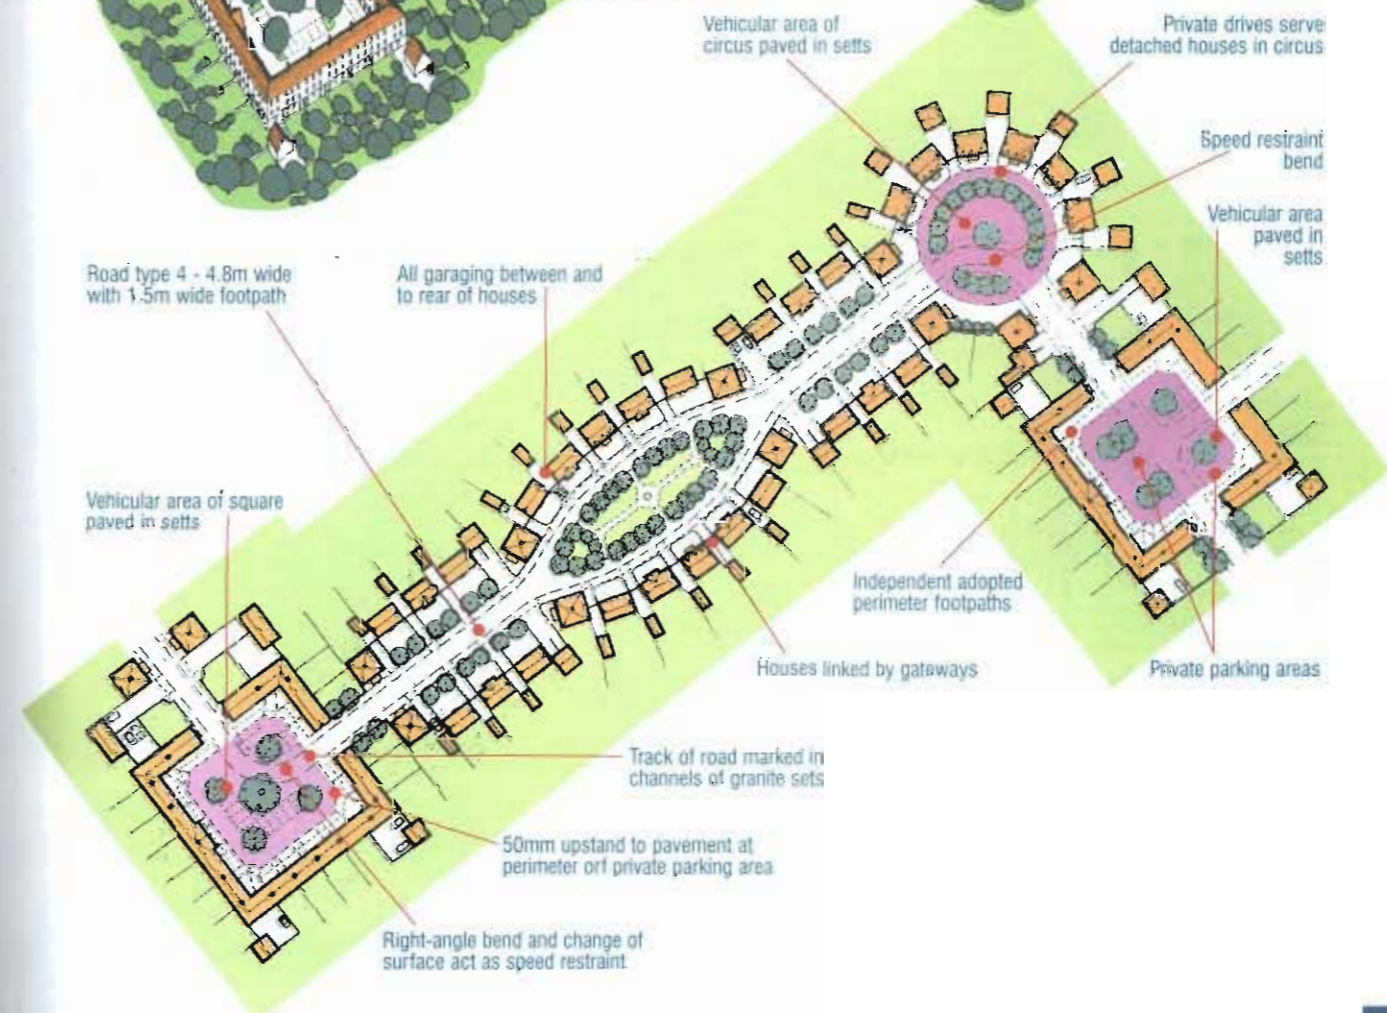 Vehicular area of
circus paved in setts
Private drives serve
detached houses in circus
Speed restraint
bend
Vehicular area
paved in
setts
Road type 4 - 4.8m wide
with 1.5m wide footpath
All garaging between and
to rear of houses
Vehicular area of square
paved in setts
Independent adopted
perimeter footpaths
Houses linked by gateways
Private parking areas
Track of road marked in
channels of granite sets
50mm upstand to pavement at
perimeter orf private parking area
Right-angle bend and change of
surface act as speed restraint